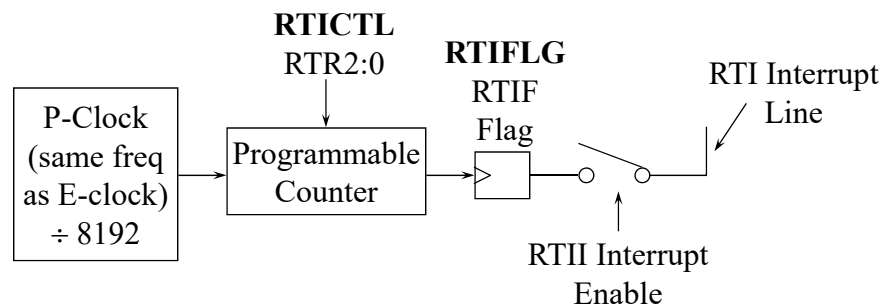 RTICTL
RTR2:0
RTIFLG
RTIF
Flag
RTI Interrupt
Line
P-Clock
(same freq
as E-clock)
÷ 8192
Programmable
Counter
RTII Interrupt
Enable